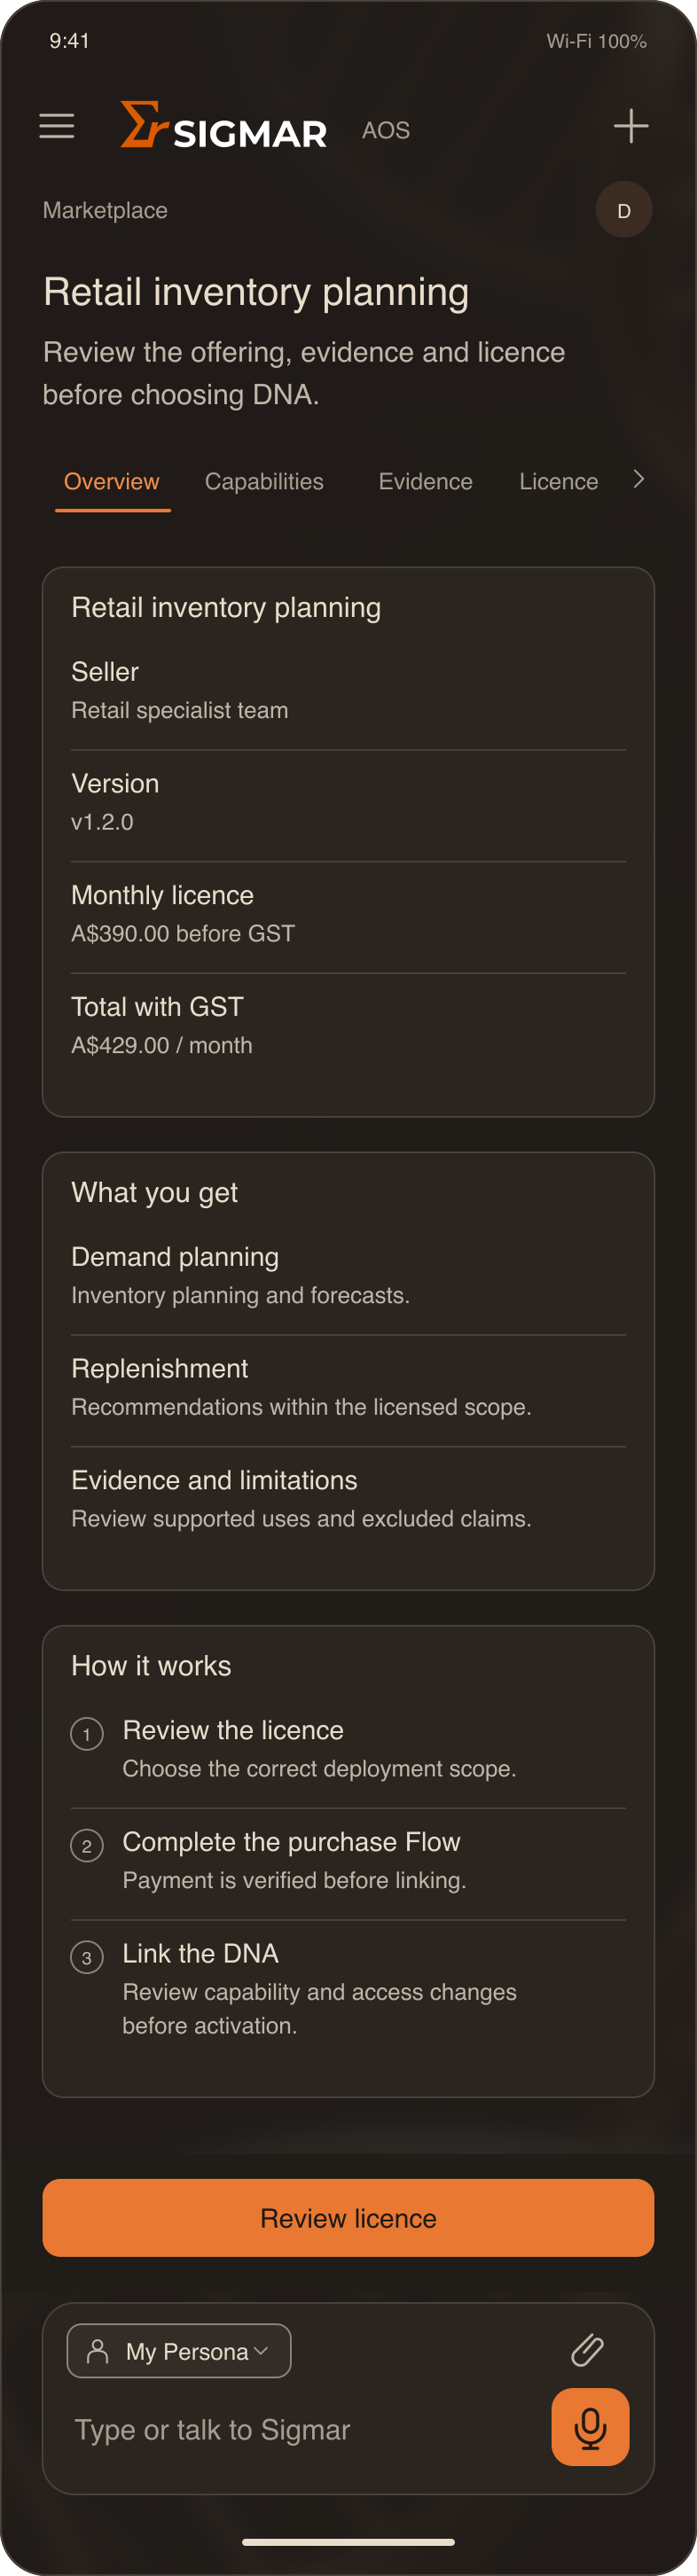 9:41
Wi-Fi 100%
Σr SIGMAR AOS
Marketplace
D
Retail inventory planning
Review the offering, evidence and licence
before choosing DNA.
Overview Capabilities Evidence Licence
Retail inventory planning
Seller
Retail specialist team
Version
v1.2.0
Monthly licence
A$390.00 before GST
Total with GST
A$429.00 / month
What you get
Demand planning
Inventory planning and forecasts.
Replenishment
Recommendations within the licensed scope.
Evidence and limitations
Review supported uses and excluded claims.
How it works
1 Review the licence
Choose the correct deployment scope.
2 Complete the purchase Flow
Payment is verified before linking.
3 Link the DNA
Review capability and access changes
before activation.
Review licence
My Persona
Type or talk to Sigmar